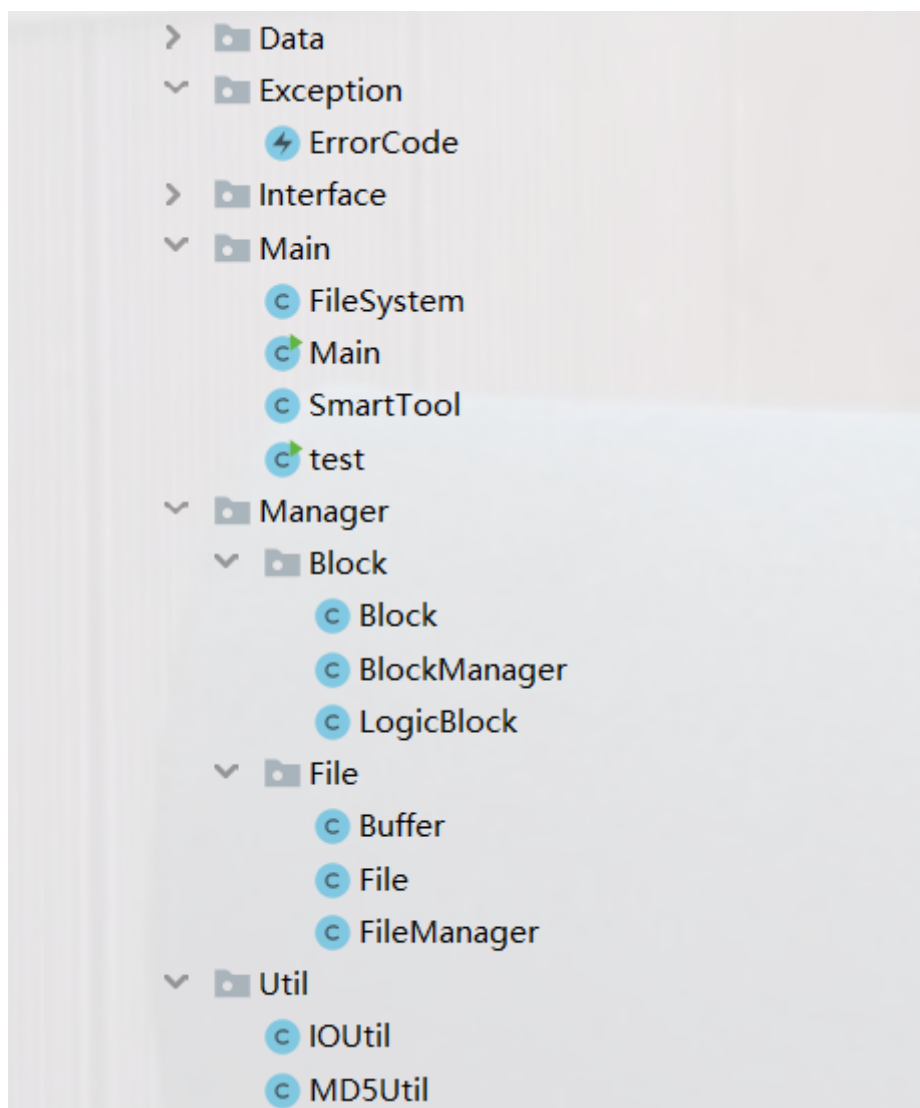 Data
Exception
ErrorCode
Interface
Main
FileSystem
Main
SmartTool
test
Manager
Block
Block
BlockManager
LogicBlock
File
Buffer
File
FileManager
Util
IOUtil
MD5Util